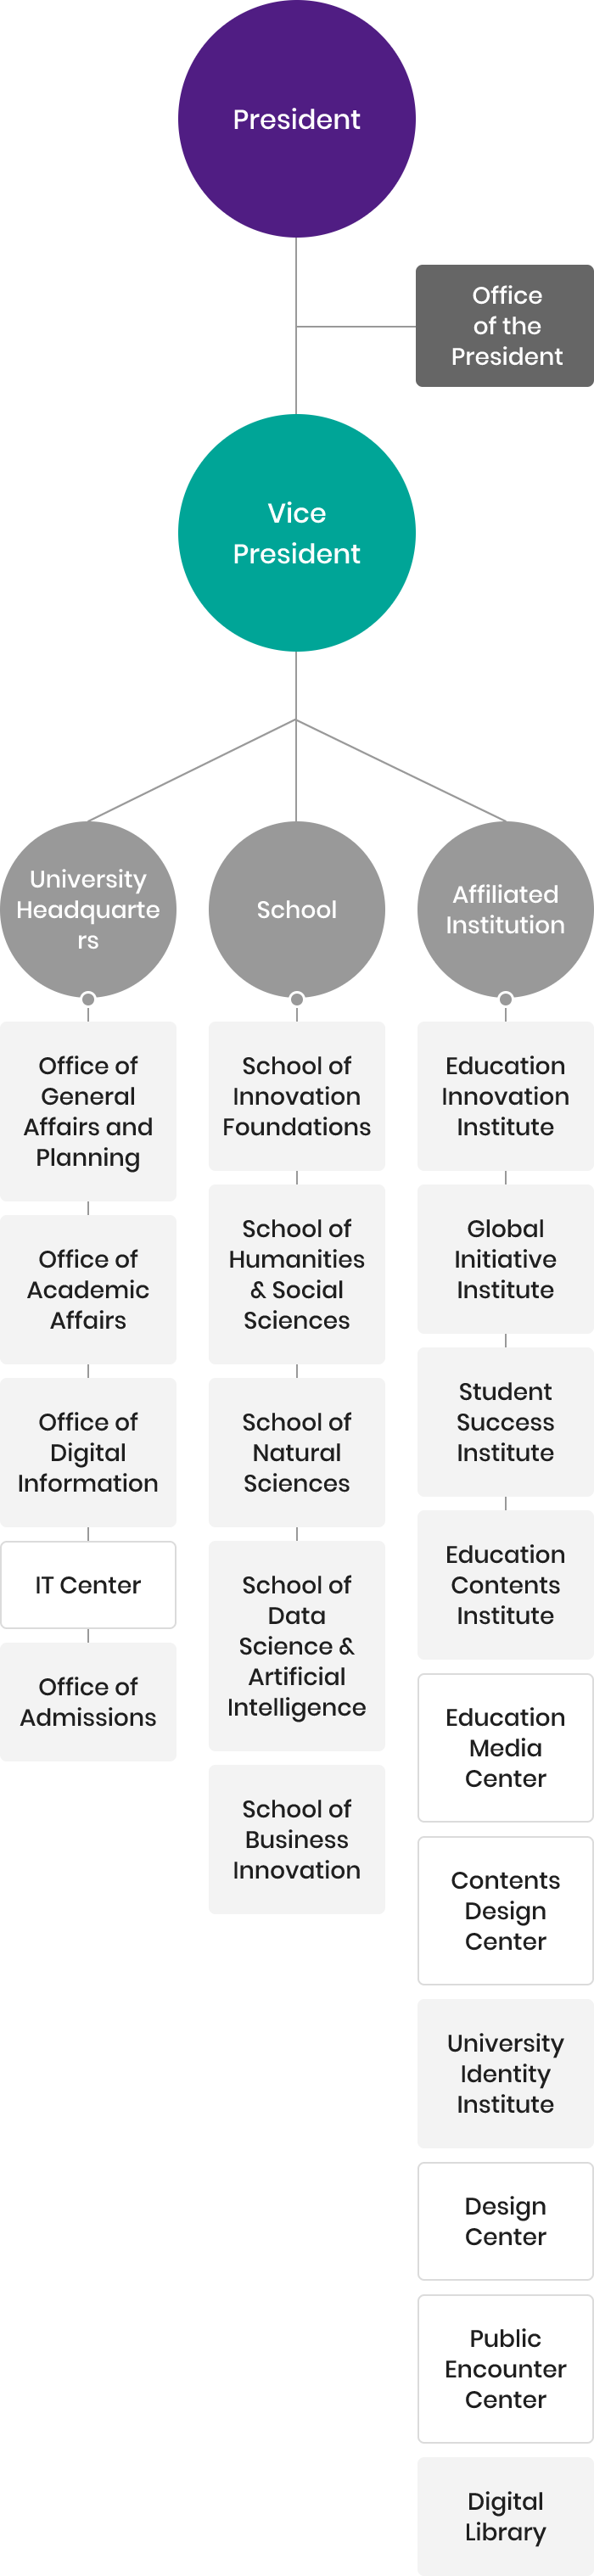 President
Office
of the
President
Vice
President
University
Headquarte
rs
School
Affiliated
Institution
Office of
General
Affairs and
Planning
Office of
Academic
Affairs
Office of
Digital
Information
IT Center
Office of
Admissions
School of
Innovation
Foundations
School of
Humanities
& Social
Sciences
School of
Natural
Sciences
School of
Data
Science &
Artificial
Intelligence
School of
Business
Innovation
Education
Innovation
Institute
Global
Initiative
Institute
Student
Success
Institute
Education
Contents
Institute
Education
Media
Center
Contents
Design
Center
University
Identity
Institute
Design
Center
Public
Encounter
Center
Digital
Library